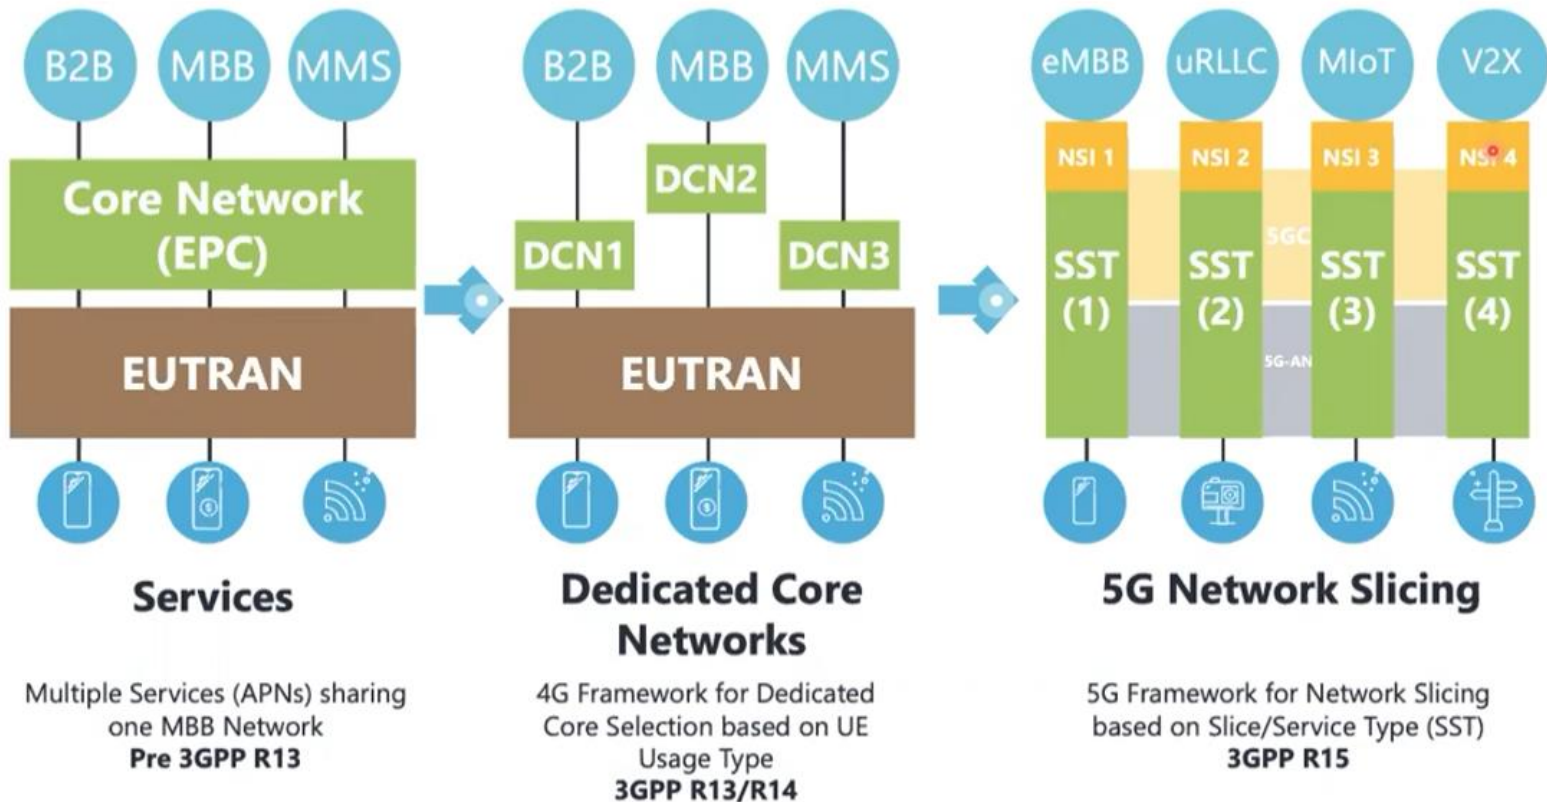 B2B MBB MMS
Core Network
(EPC)
EUTRAN
Services
Multiple Services (APNs) sharing
one MBB Network
Pre 3GPP R13
B2B MBB MMS
DCN2
DCN1 DCN3
EUTRAN
Dedicated Core
Networks
4G Framework for Dedicated
Core Selection based on UE
Usage Type
3GPP R13/R14
eMBB uRLLC MIoT V2X
NSI 1 NSI 2 NSI 3 NSI 4
5GC
SST SST SST SST
(1) (2) (3) (4)
5G-AN
5G Network Slicing
5G Framework for Network Slicing
based on Slice/Service Type (SST)
3GPP R15